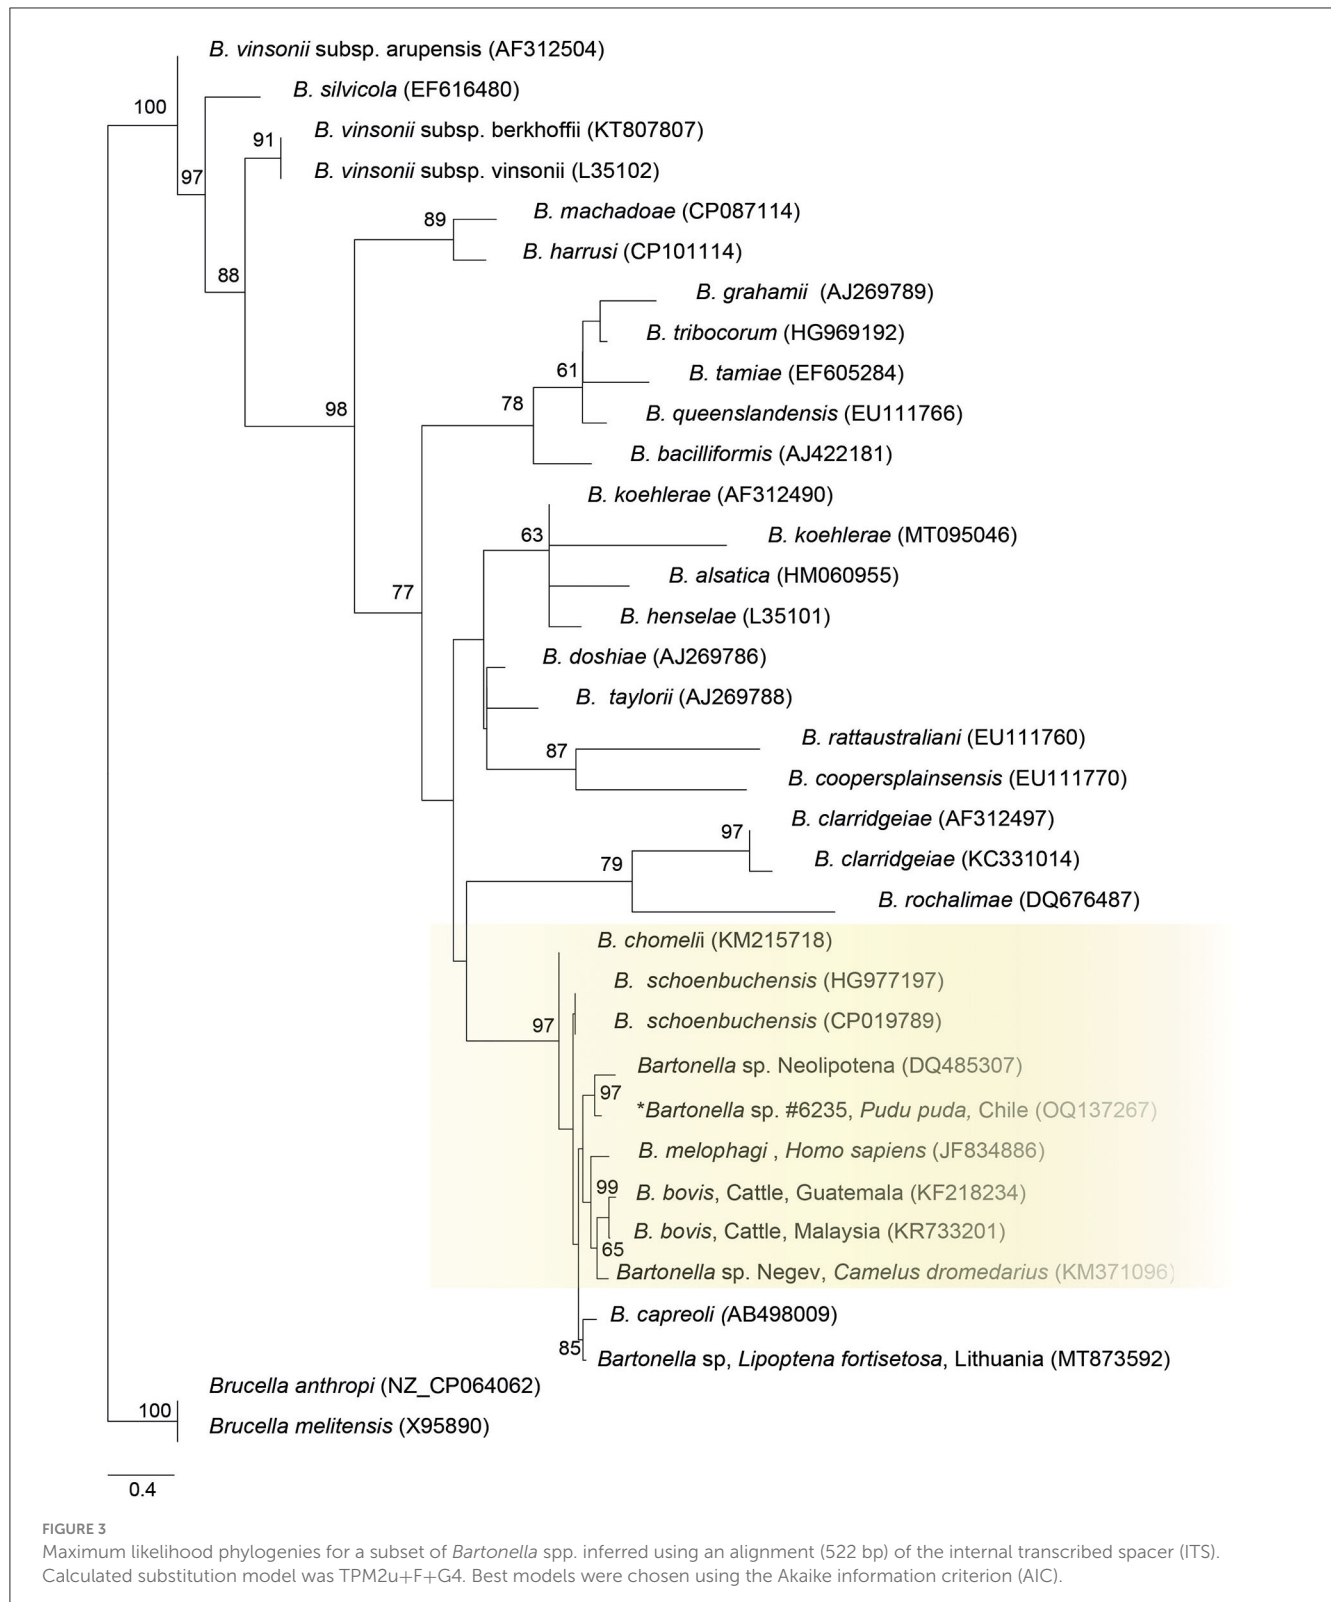 B. vinsonii subsp. arupensis (AF312504)
100
B. silvicola (EF616480)
B. vinsonii subsp. berkhoffii (KT807807)
91
B. vinsonii subsp. vinsonii (L35102)
97
B. machadoae (CP087114)
89
B. harrusi (CP101114)
88
B. grahamii (AJ269789)
B. tribocorum (HG969192)
61
B. tamiae (EF605284)
98
78
B. queenslandensis (EU111766)
B. bacilliformis (AJ422181)
B. koehlerae (AF312490)
63
B. koehlerae (MT095046)
B. alsatica (HM060955)
77
B. henselae (L35101)
B. doshiae (AJ269786)
B. taylorii (AJ269788)
B. rattaustraliani (EU111760)
87
B. coopersplainsensis (EU111770)
B. clarridgeiae (AF312497)
97
B. clarridgeiae (KC331014)
79
B. rochalimae (DQ676487)
B. chomelii (KM215718)
B. schoenbuchensis (HG977197)
97
B. schoenbuchensis (CP019789)
Bartonella sp. Neolipotena (DQ485307)
97
*Bartonella sp. #6235, Pudu puda, Chile (OQ137267)
B. melophagi , Homo sapiens (JF834886)
99
B. bovis, Cattle, Guatemala (KF218234)
B. bovis, Cattle, Malaysia (KR733201)
65
Bartonella sp. Negev, Camelus dromedarius (KM371096)
B. capreoli (AB498009)
85
Bartonella sp, Lipoptena fortisetosa, Lithuania (MT873592)
Brucella anthropi (NZ_CP064062)
100
Brucella melitensis (X95890)
0.4
FIGURE 3
Maximum likelihood phylogenies for a subset of Bartonella spp. inferred using an alignment (522 bp) of the internal transcribed spacer (ITS).
Calculated substitution model was TPM2u+F+G4. Best models were chosen using the Akaike information criterion (AIC).